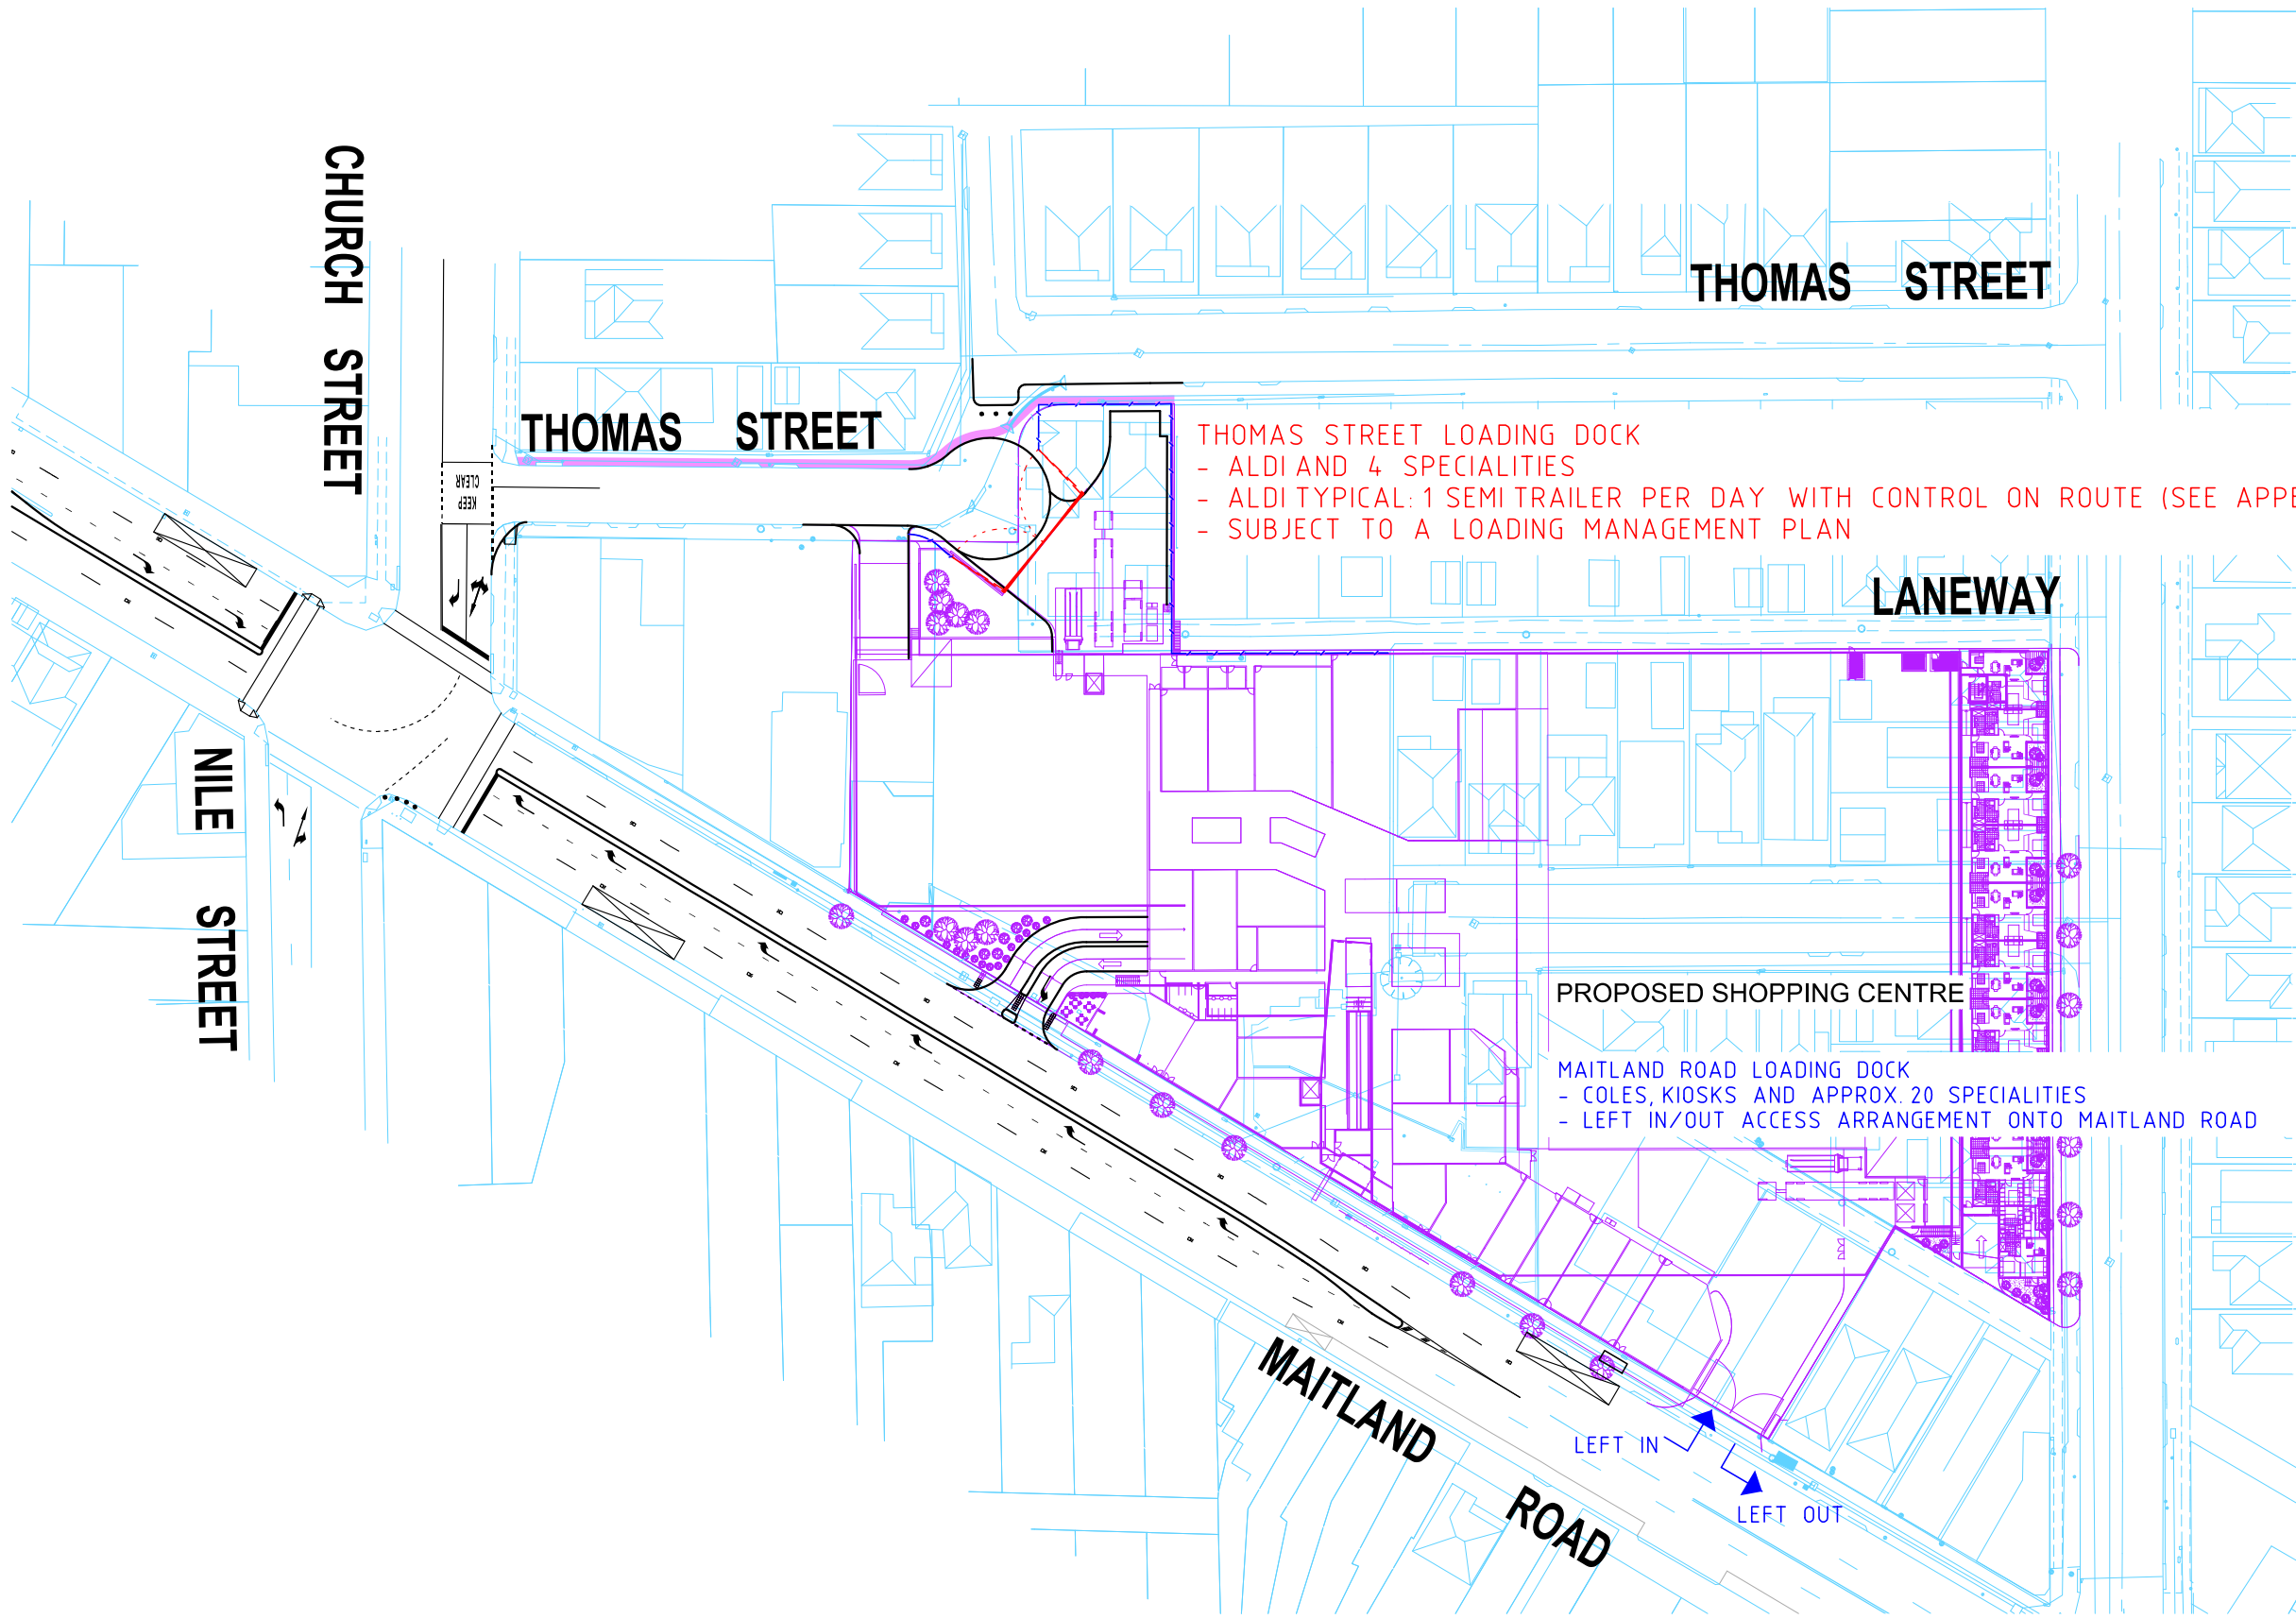 CHURCH STREET
THOMAS STREET
THOMAS STREET
KEEP
CLEAR
THOMAS STREET LOADING DOCK
- ALDI AND 4 SPECIALITIES
- ALDI TYPICAL: 1 SEMI TRAILER PER DAY WITH CONTROL ON ROUTE (SEE APPE
- SUBJECT TO A LOADING MANAGEMENT PLAN
LANEWAY
NILE STREET
PROPOSED SHOPPING CENTRE
MAITLAND ROAD LOADING DOCK
- COLES, KIOSKS AND APPROX. 20 SPECIALITIES
- LEFT IN/OUT ACCESS ARRANGEMENT ONTO MAITLAND ROAD
MAITLAND ROAD
LEFT IN
LEFT OUT